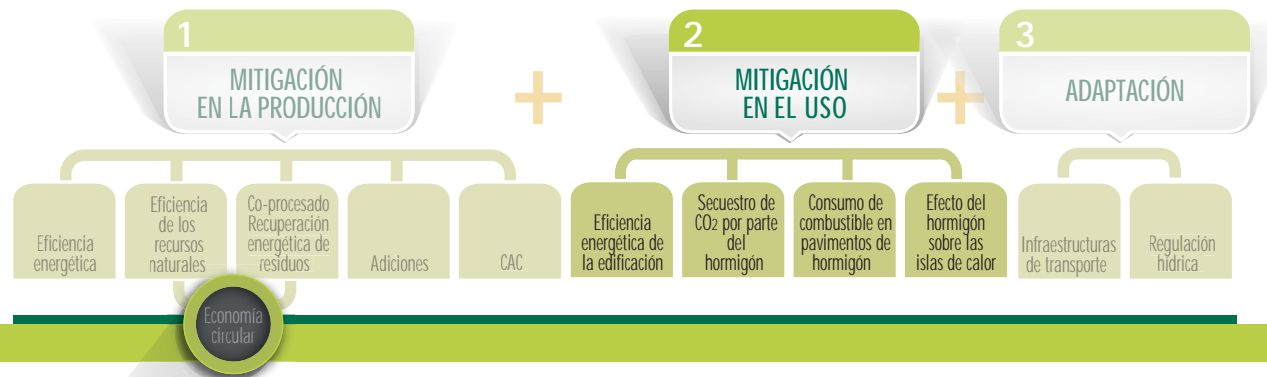 1
MITIGACIÓN
EN LA PRODUCCIÓN
Eficiencia
energética
Eficiencia
de los
recursos
naturales
Co-procesado
Recuperación
energética de
residuos
Adiciones
CAC
Economía
circular
+
2
MITIGACIÓN
EN EL USO
Eficiencia
energética de
la edificación
Secuestro de
CO2 por parte
del
hormigón
Consumo de
combustible en
pavimentos de
hormigón
Efecto del
hormigón
sobre las
islas de calor
+
3
ADAPTACIÓN
Infraestructuras
de transporte
Regulación
hídrica